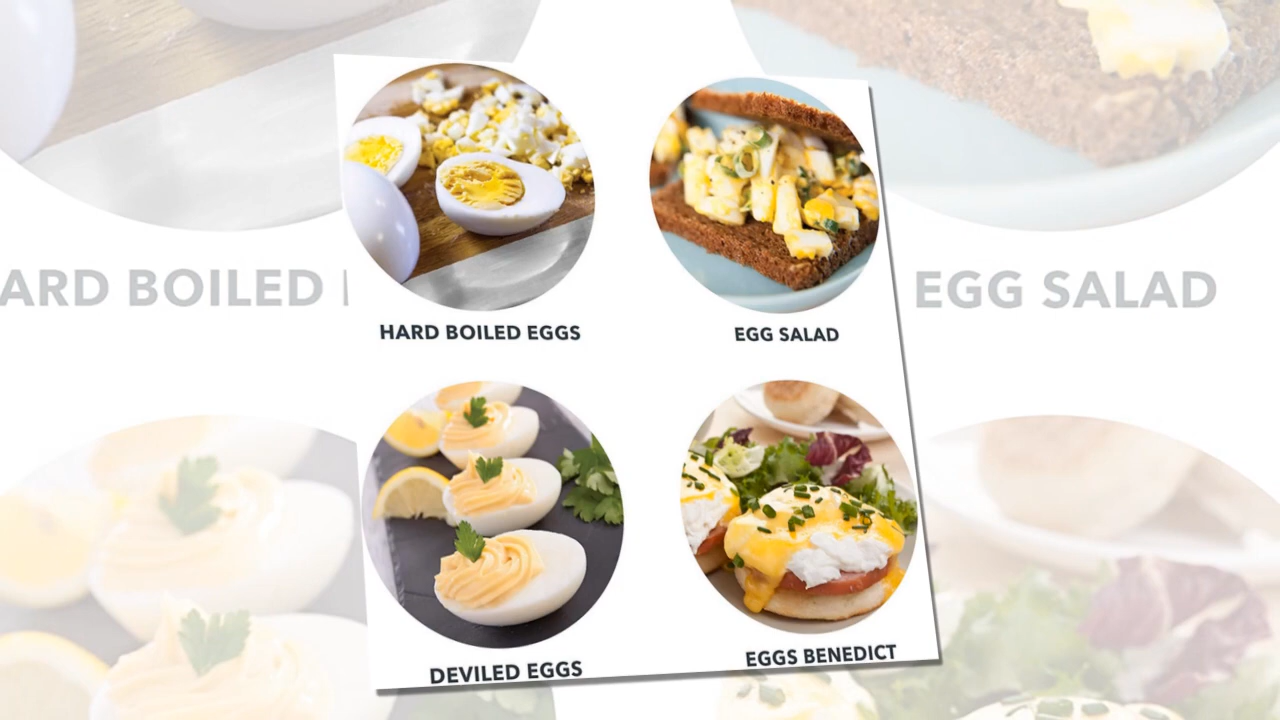 ARD BOILED
EGG SALAD
HARD BOILED EGGS
EGG SALAD
DEVILED EGGS
EGGS BENEDICT